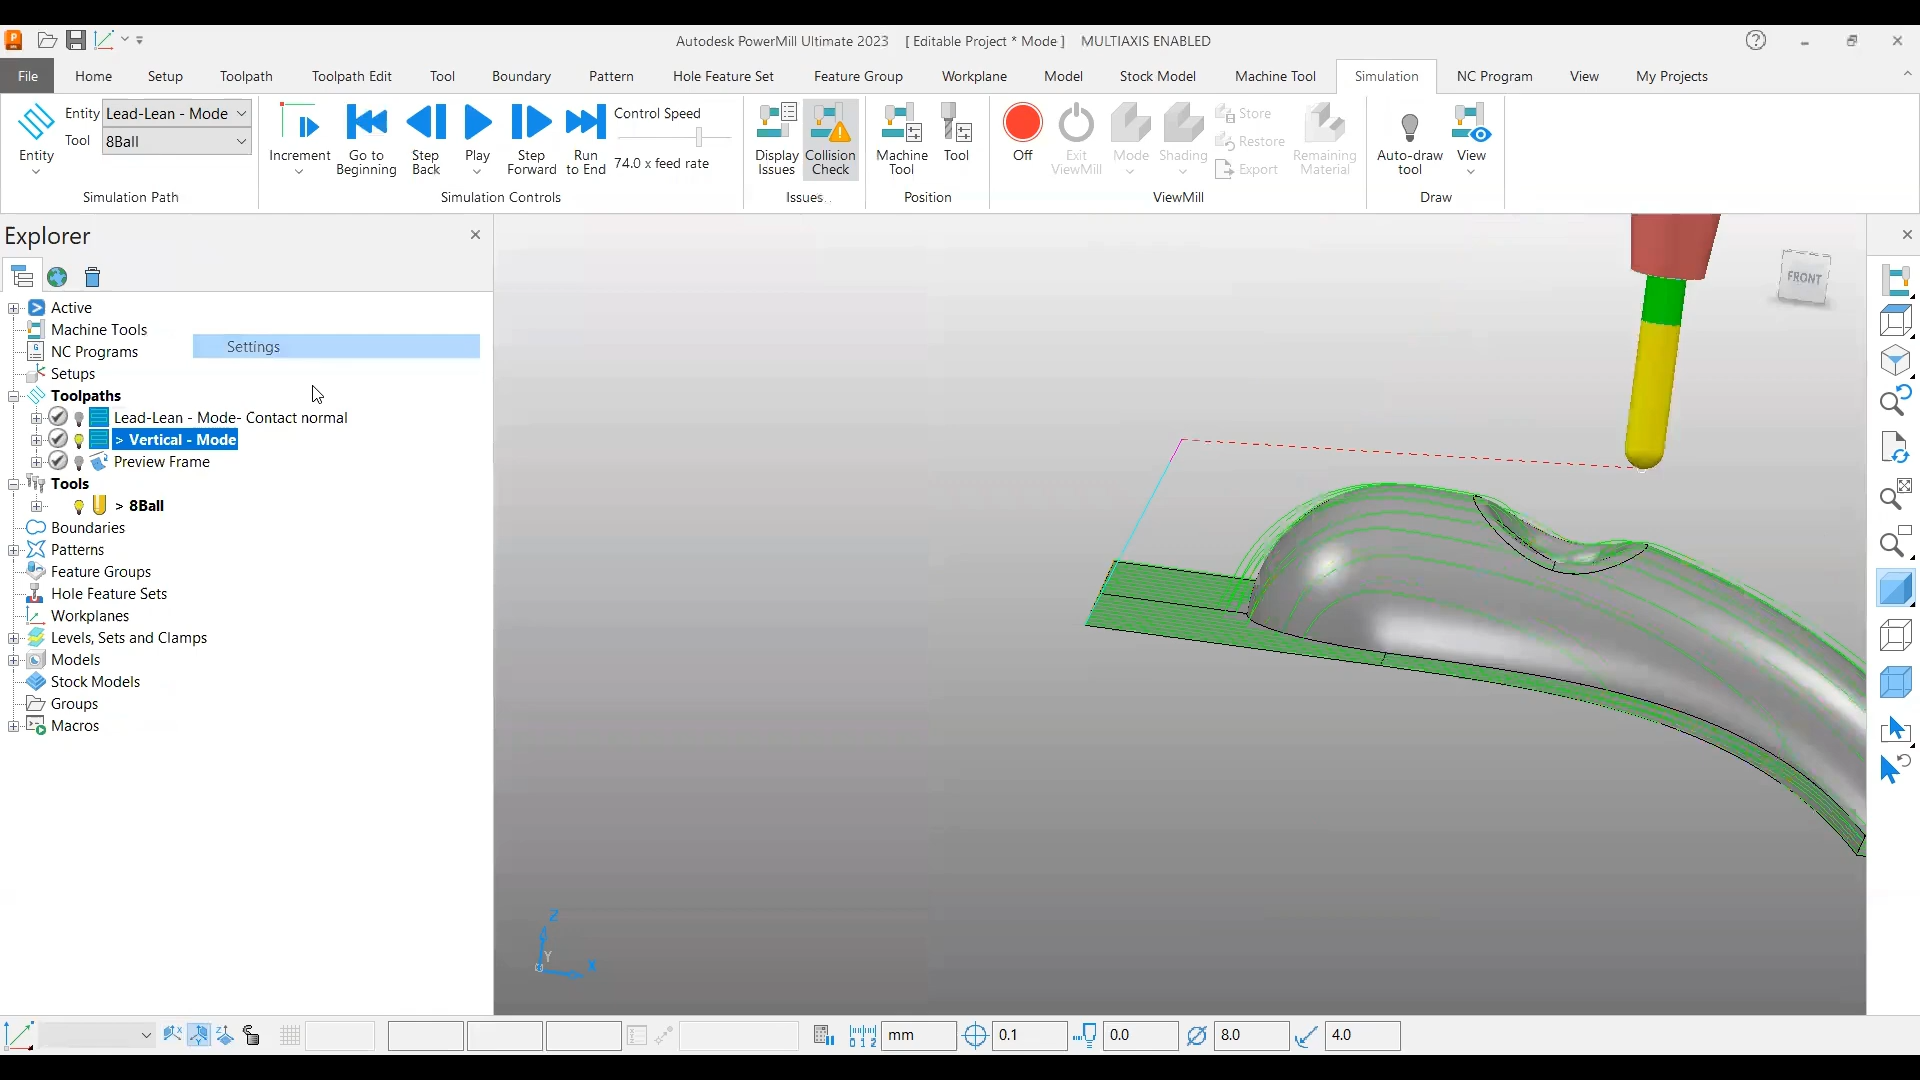 Autodesk PowerMill Ultimate 2023 [ Editable Project * Mode ] MULTIAXIS ENABLED
File Home Setup Toolpath Toolpath Edit Tool Boundary Pattern Hole Feature Set Feature Group Workplane Model Stock Model Machine Tool Simulation NC Program View My Projects
Entity Lead-Lean - Mode
Tool 8Ball
Entity
Simulation Path
Increment
Go to Beginning
Step Back
Play
Step Forward
Run to End
Control Speed
74.0 x feed rate
Simulation Controls
Display Issues
Collision Check
Issues
Machine Tool
Tool
Position
Off
Exit ViewMill
Mode
Shading
Store
Restore
Export
Remaining Material
ViewMill
Auto-draw tool
View
Draw
Explorer
Active
Machine Tools
NC Programs
Settings
Setups
Toolpaths
Lead-Lean - Mode- Contact normal
> Vertical - Mode
Preview Frame
Tools
> 8Ball
Boundaries
Patterns
Feature Groups
Hole Feature Sets
Workplanes
Levels, Sets and Clamps
Models
Stock Models
Groups
Macros
FRONT
Z
Y
X
mm 0.1 0.0 8.0 4.0